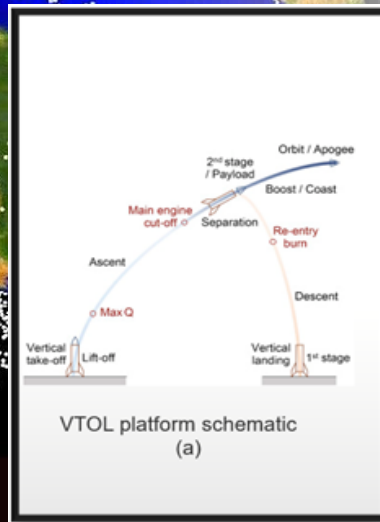 Orbit / Apogee
2nd stage
/ Payload
Boost / Coast
Main engine
cut-off
Separation
Re-entry
burn
Ascent
Descent
Max Q
Vertical
take-off
Lift-off
Vertical
landing
1st stage
VTOL platform schematic
(a)